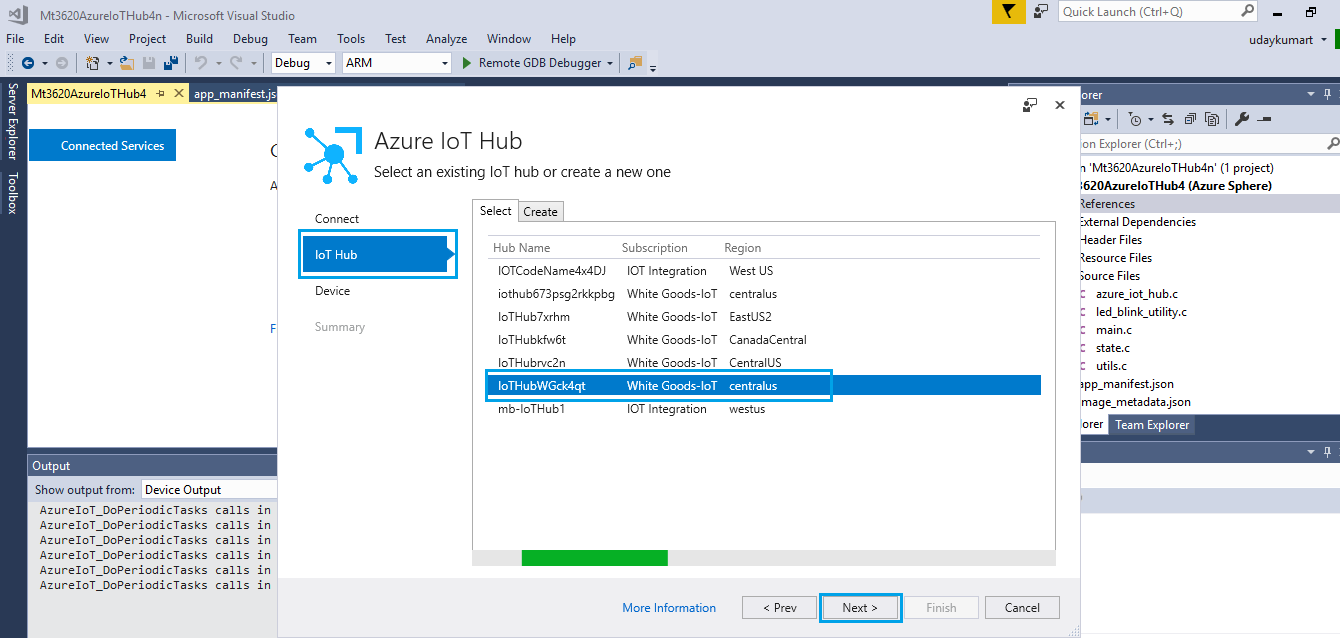 Mt3620AzureIoTHub4n - Microsoft Visual Studio
Quick Launch (Ctrl+Q)
File Edit View Project Build Debug Team Tools Test Analyze Window Help
udaykumart
Debug ARM Remote GDB Debugger
Server Explorer
Toolbox
Mt3620AzureIoTHub4 app_manifest.js
Connected Services
C
A
F
Azure IoT Hub
Select an existing IoT hub or create a new one
Connect
IoT Hub
Device
Summary
Select Create
Hub Name Subscription Region
IOTCodeName4x4DJ IOT Integration West US
iothub673psg2rkkpbg White Goods-IoT centralus
IoTHub7xrhm White Goods-IoT EastUS2
IoTHubkfw6t White Goods-IoT CanadaCentral
IoTHubrvc2n White Goods-IoT CentralUS
IoTHubWGck4qt White Goods-IoT centralus
mb-IoTHub1 IOT Integration westus
More Information < Prev Next > Finish Cancel
orer
ion Explorer (Ctrl+;)
n 'Mt3620AzureIoTHub4n' (1 project)
3620AzureIoTHub4 (Azure Sphere)
References
External Dependencies
Header Files
Resource Files
Source Files
azure_iot_hub.c
led_blink_utility.c
main.c
state.c
utils.c
app_manifest.json
mage_metadata.json
orer Team Explorer
Output
Show output from: Device Output
AzureIoT_DoPeriodicTasks calls in
AzureIoT_DoPeriodicTasks calls in
AzureIoT_DoPeriodicTasks calls in
AzureIoT_DoPeriodicTasks calls in
AzureIoT_DoPeriodicTasks calls in
AzureIoT_DoPeriodicTasks calls in